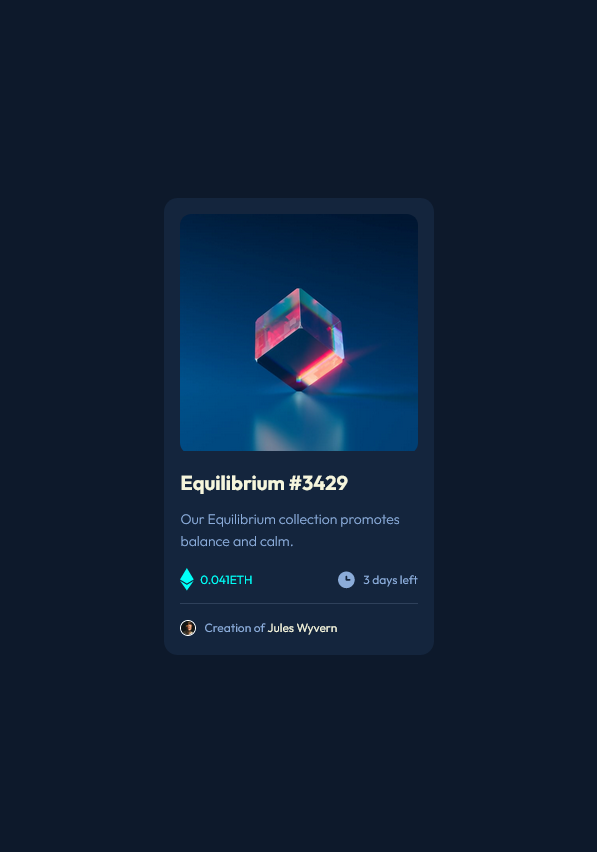 Equilibrium #3429
Our Equilibrium collection promotes
balance and calm.
0.041ETH
3 days left
Creation of Jules Wyvern